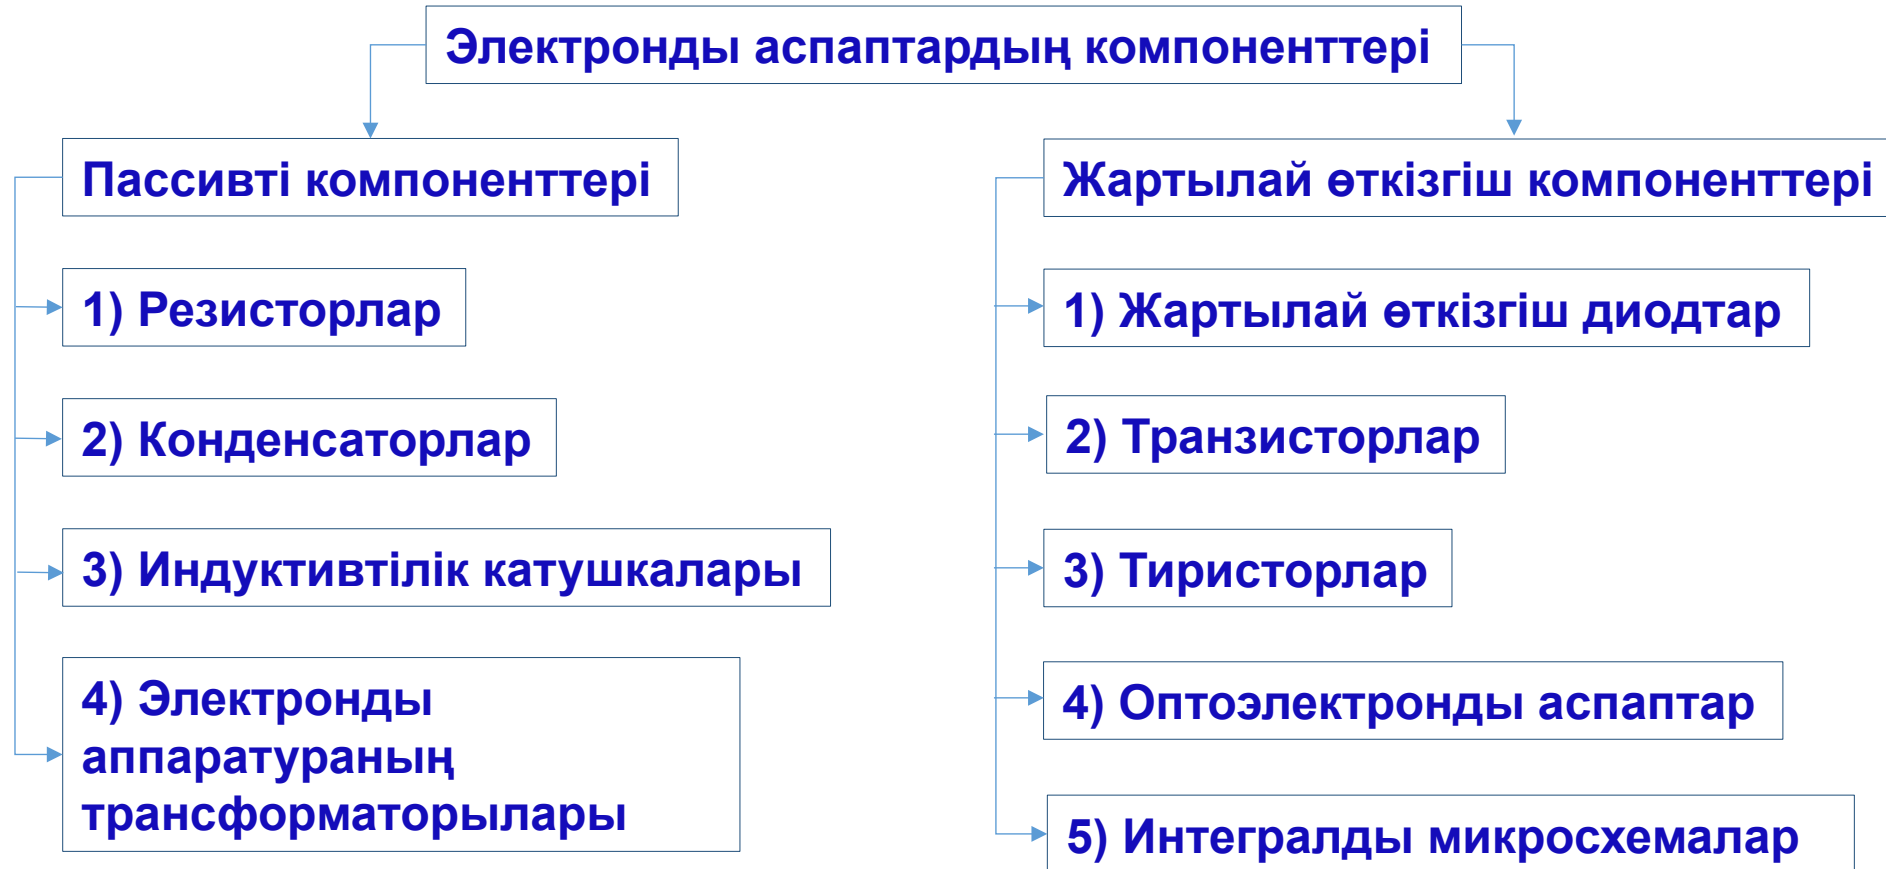 Электронды аспаптардың компоненттері
Пассивті компоненттері
1) Резисторлар
2) Конденсаторлар
3) Индуктивтілік катушкалары
4) Электронды
аппаратураның
трансформаторылары
Жартылай өткізгіш компоненттері
1) Жартылай өткізгіш диодтар
2) Транзисторлар
3) Тиристорлар
4) Оптоэлектронды аспаптар
5) Интегралды микросхемалар